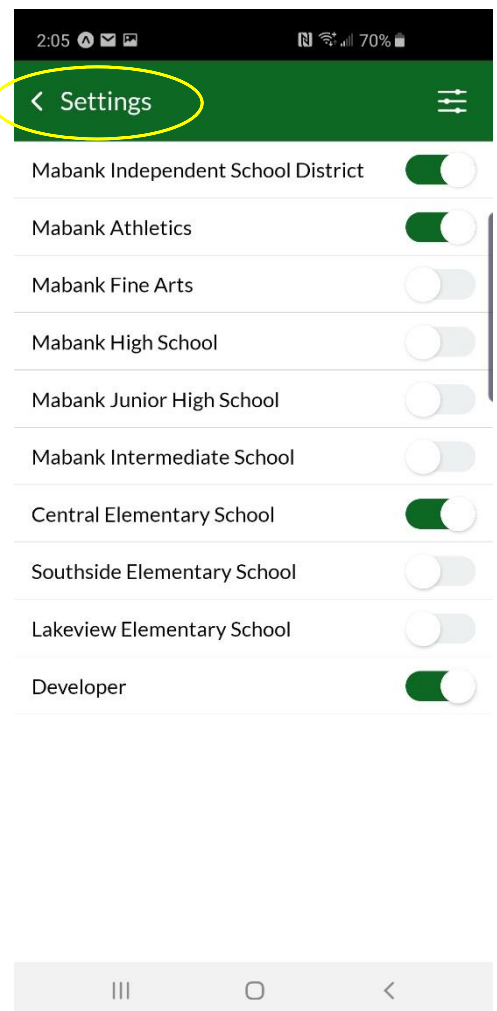 2:05 70%
Settings
Mabank Independent School District
Mabank Athletics
Mabank Fine Arts
Mabank High School
Mabank Junior High School
Mabank Intermediate School
Central Elementary School
Southside Elementary School
Lakeview Elementary School
Developer